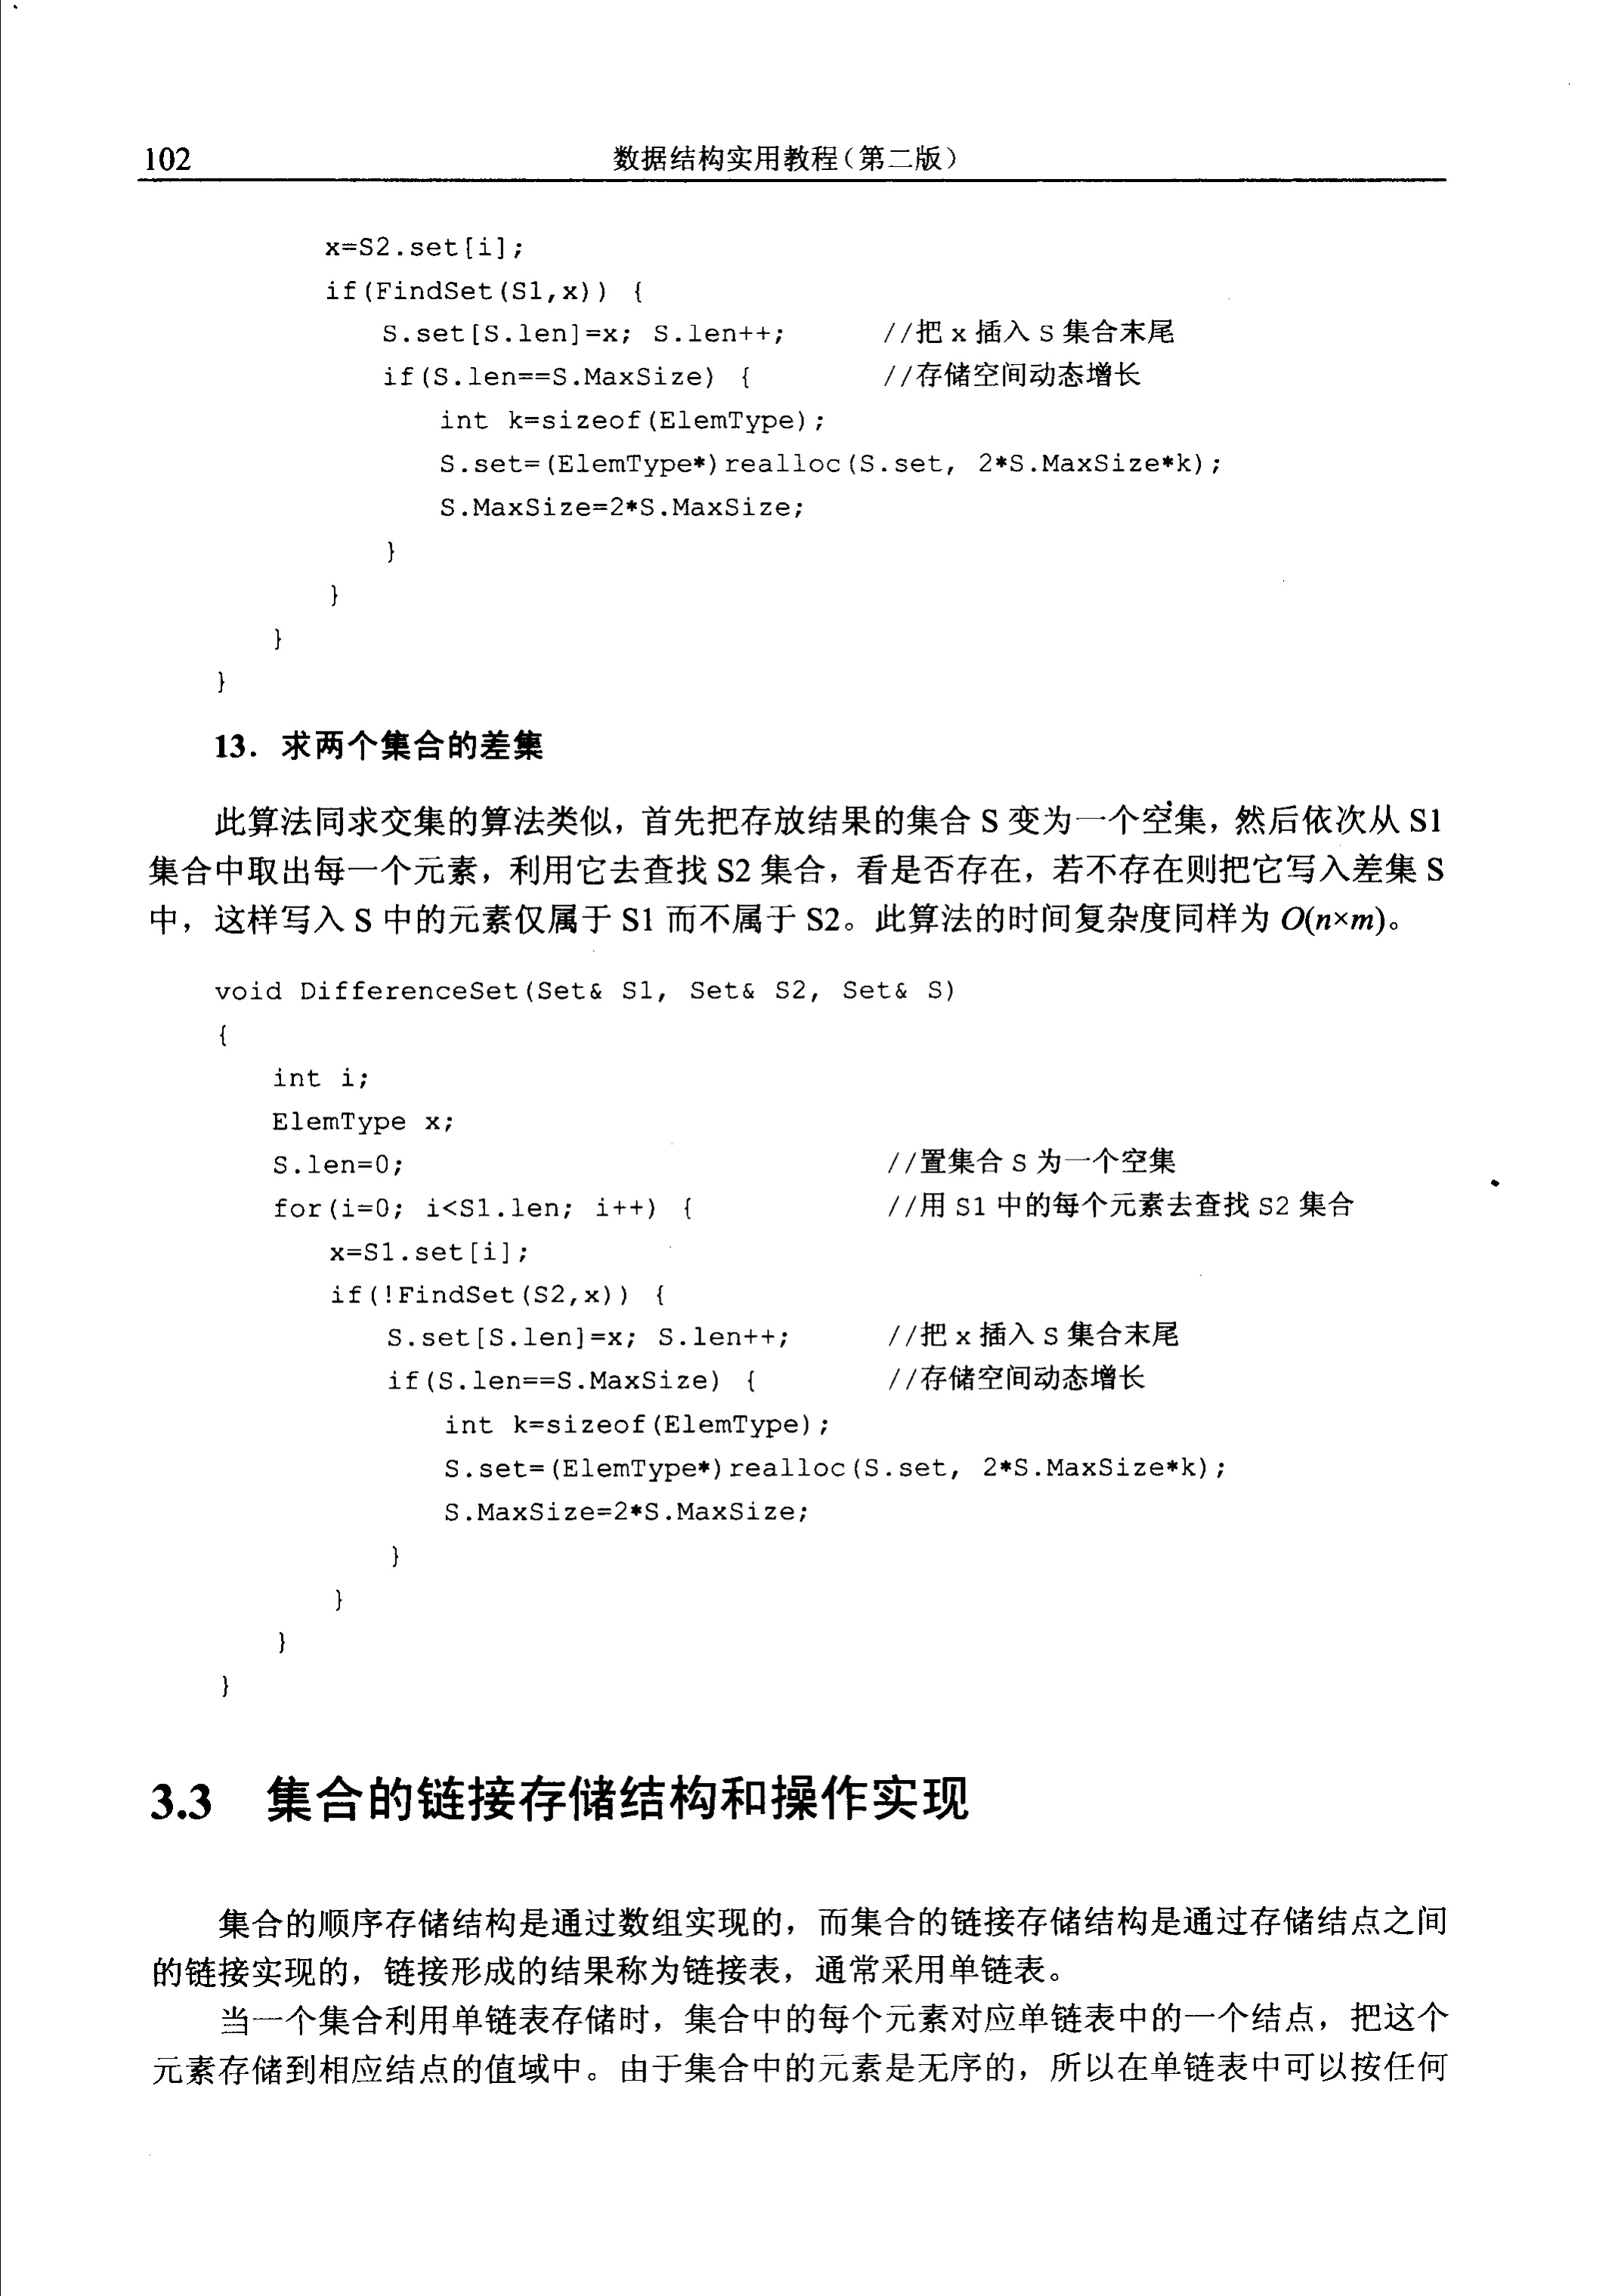 102
数据结构实用教程(第二版)
x=S2.set[i];
if(FindSet(S1,x)) {
S.set[S.len]=x; S.len++; //把 x 插入 S 集合末尾
if(S.len==S.MaxSize) { //存储空间动态增长
int k=sizeof(ElemType);
S.set=(ElemType*)realloc(S.set, 2*S.MaxSize*k);
S.MaxSize=2*S.MaxSize;
}
}
}
}
13. 求两个集合的差集
此算法同求交集的算法类似，首先把存放结果的集合 S 变为一个空集，然后依次从 S1
集合中取出每一个元素，利用它去查找 S2 集合，看是否存在，若不存在则把它写入差集 S
中，这样写入 S 中的元素仅属于 S1 而不属于 S2。此算法的时间复杂度同样为 O(n×m)。
void DifferenceSet(Set& S1, Set& S2, Set& S)
{
int i;
ElemType x;
S.len=0; //置集合 S 为一个空集
for(i=0; i<S1.len; i++) { //用 S1 中的每个元素去查找 S2 集合
x=S1.set[i];
if(!FindSet(S2,x)) {
S.set[S.len]=x; S.len++; //把 x 插入 S 集合末尾
if(S.len==S.MaxSize) { //存储空间动态增长
int k=sizeof(ElemType);
S.set=(ElemType*)realloc(S.set, 2*S.MaxSize*k);
S.MaxSize=2*S.MaxSize;
}
}
}
}
3.3 集合的链接存储结构和操作实现
集合的顺序存储结构是通过数组实现的，而集合的链接存储结构是通过存储结点之间
的链接实现的，链接形成的结果称为链接表，通常采用单链表。
当一个集合利用单链表存储时，集合中的每个元素对应单链表中的一个结点，把这个
元素存储到相应结点的值域中。由于集合中的元素是无序的，所以在单链表中可以按任何